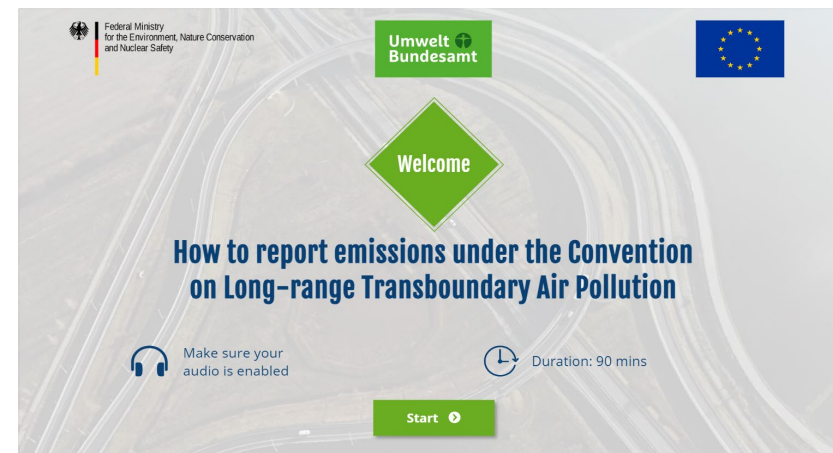 Federal Ministry
for the Environment, Nature Conservation
and Nuclear Safety
Umwelt
Bundesamt
Welcome
How to report emissions under the Convention
on Long-range Transboundary Air Pollution
Make sure your
audio is enabled
Duration: 90 mins
Start